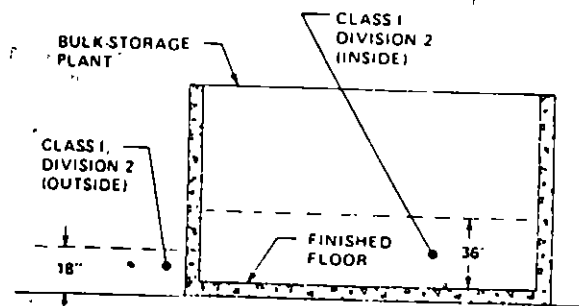 BULK-STORAGE
PLANT
CLASS I
DIVISION 2
(INSIDE)
CLASS I,
DIVISION 2
(OUTSIDE)
18"
FINISHED
FLOOR
36"